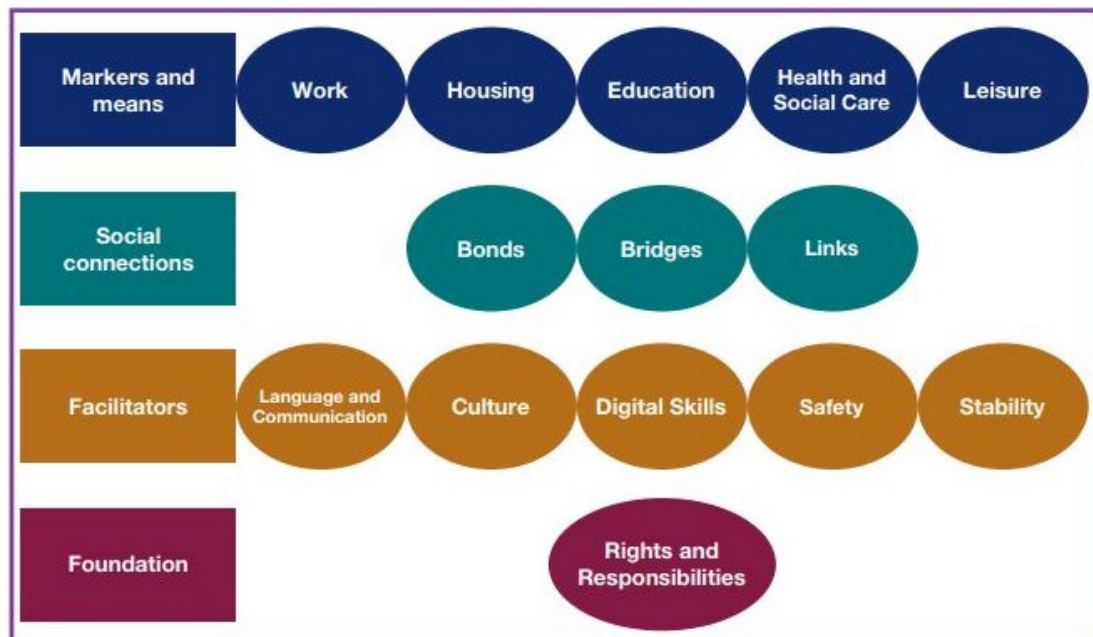 Markers and
means
Work
Housing
Education
Health and
Social Care
Leisure
Social
connections
Bonds
Bridges
Links
Facilitators
Language and
Communication
Culture
Digital Skills
Safety
Stability
Foundation
Rights and
Responsibilities